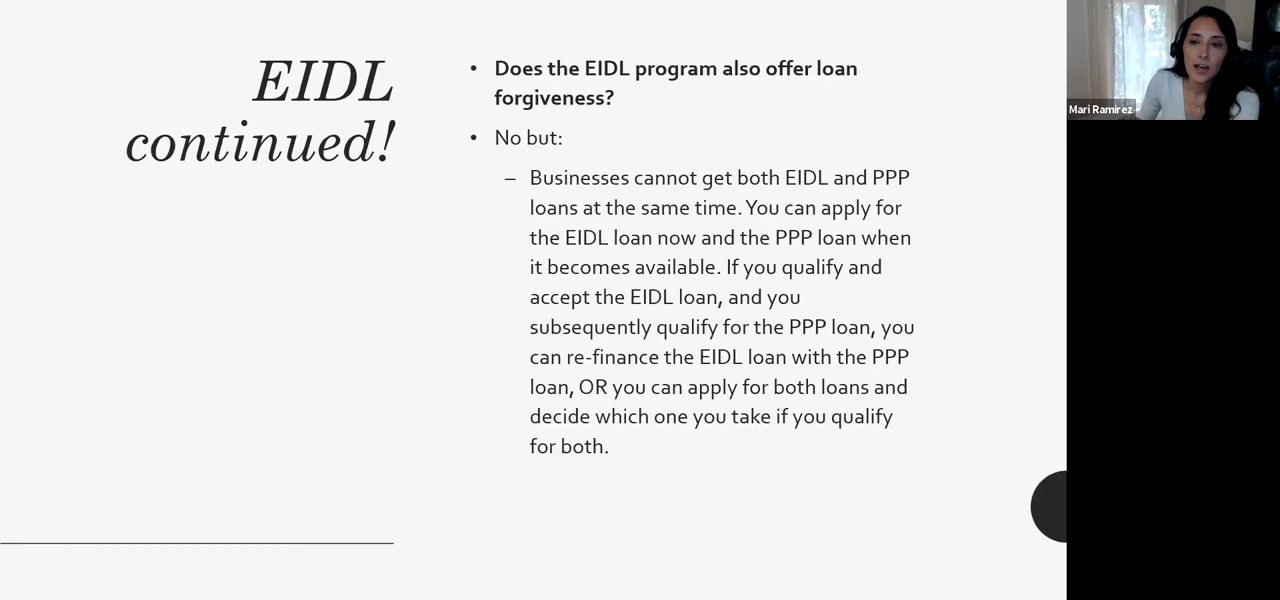 EIDL
continued!
• Does the EIDL program also offer loan
forgiveness?
• No but:
– Businesses cannot get both EIDL and PPP
loans at the same time. You can apply for
the EIDL loan now and the PPP loan when
it becomes available. If you qualify and
accept the EIDL loan, and you
subsequently qualify for the PPP loan, you
can re-finance the EIDL loan with the PPP
loan, OR you can apply for both loans and
decide which one you take if you qualify
for both.
Mari Ramirez